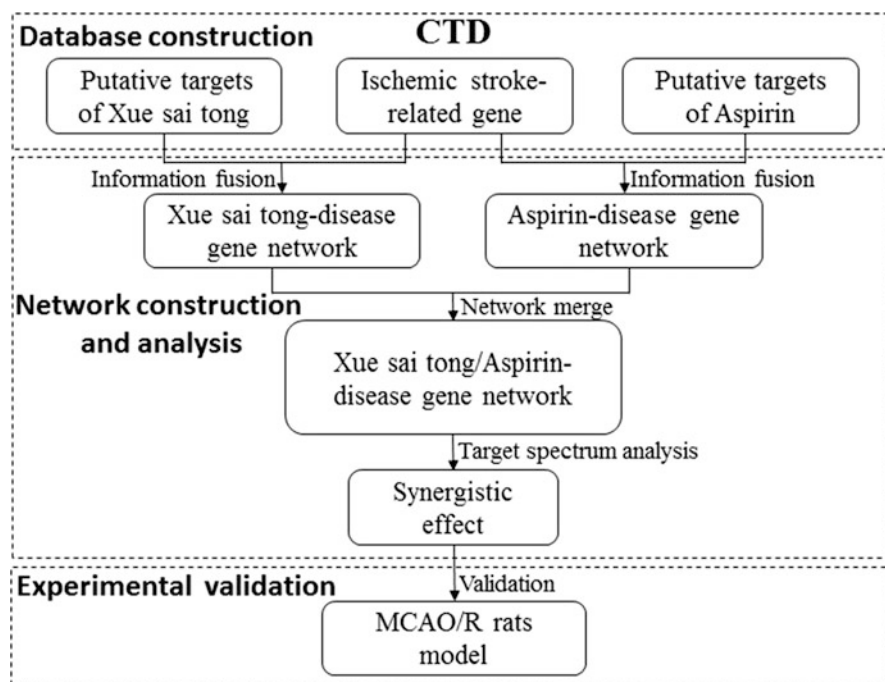 Database construction
CTD
Putative targets
of Xue sai tong
Ischemic stroke-
related gene
Putative targets
of Aspirin
Information fusion
Information fusion
Xue sai tong-disease
gene network
Aspirin-disease gene
network
Network construction
and analysis
Network merge
Xue sai tong/Aspirin-
disease gene network
Target spectrum analysis
Synergistic
effect
Experimental validation
Validation
MCAO/R rats
model